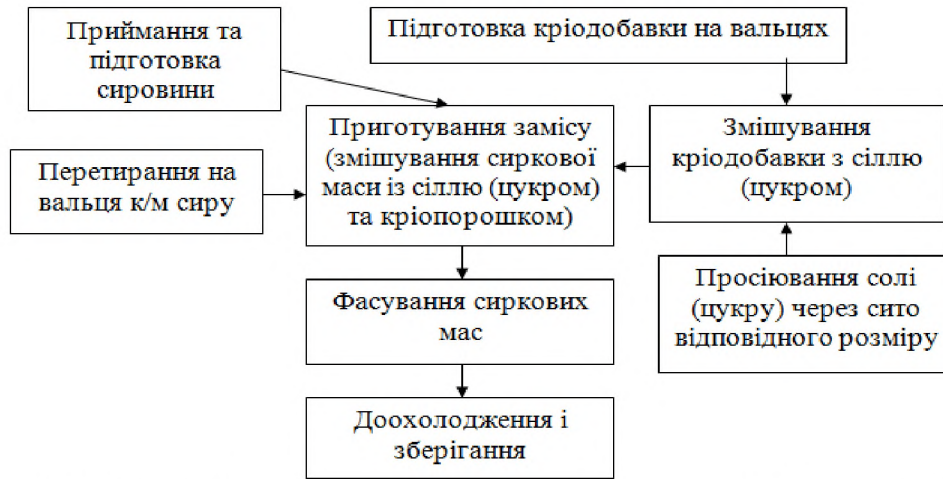 Приймання та
підготовка
сировини
Підготовка кріодобавки на вальцях
Приготування замісу
(змішування сиркової
маси із сіллю (цукром)
та кріопорошком)
Змішування
кріодобавки з сіллю
(цукром)
Перетирання на
вальця к/м сиру
Просіювання солі
(цукру) через сито
відповідного розміру
Фасування сиркових
мас
Доохолодження і
зберігання